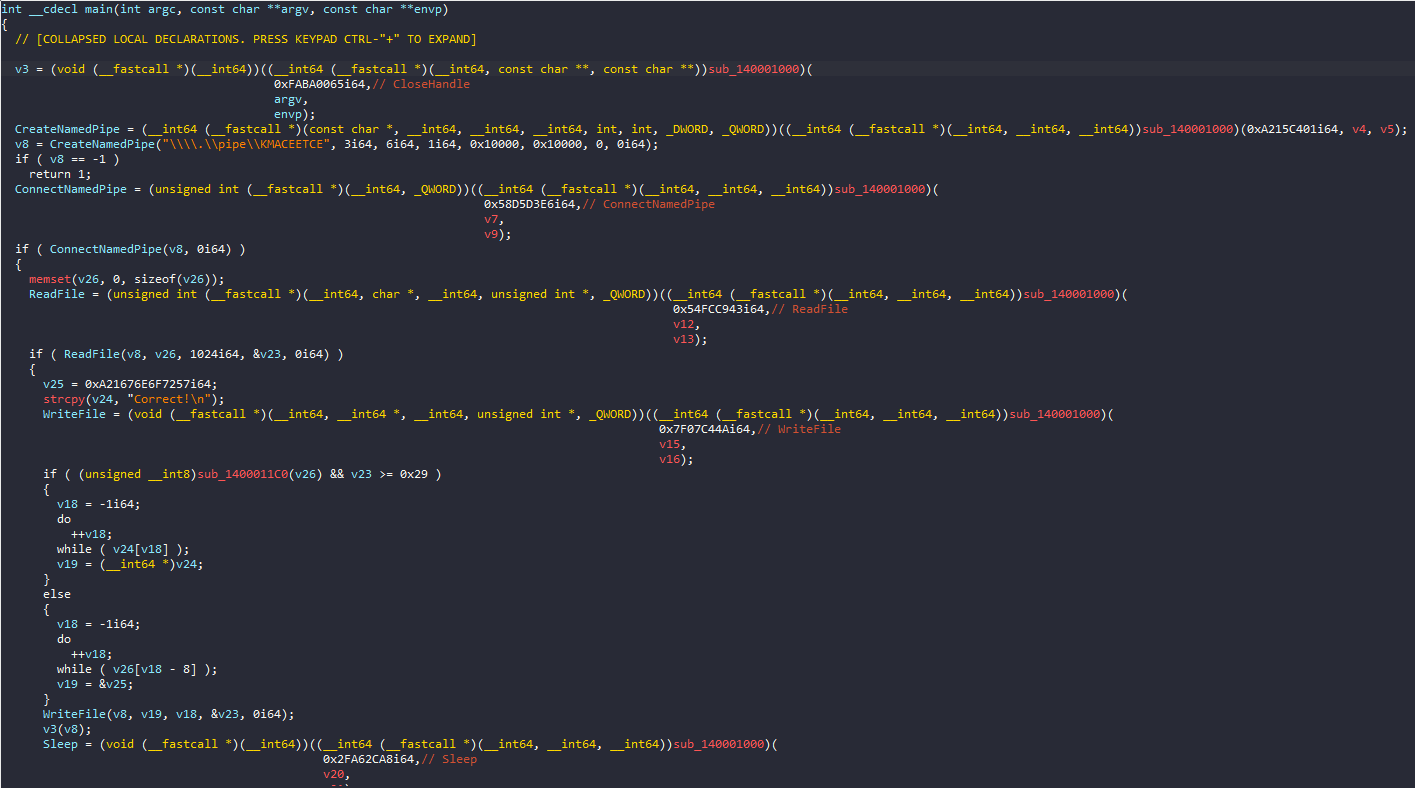 int __cdecl main(int argc, const char **argv, const char **envp)
{
  // [COLLAPSED LOCAL DECLARATIONS. PRESS KEYPAD CTRL-"+" TO EXPAND]
  v3 = (void (__fastcall *)(__int64))((__int64 (__fastcall *)(__int64, const char **, const char **))sub_140001000)(
                                       0xFABA0065i64,// CloseHandle
                                       argv,
                                       envp);
  CreateNamedPipe = (__int64 (__fastcall *)(const char *, __int64, __int64, __int64, int, int, _DWORD, _QWORD))((__int64 (__fastcall *)(__int64, __int64, __int64))sub_140001000)(0xA215C401i64, v4, v5);
  v8 = CreateNamedPipe("\\\\.\\pipe\\KMACEETCE", 3i64, 6i64, 1i64, 0x10000, 0x10000, 0, 0i64);
  if ( v8 == -1 )
    return 1;
  ConnectNamedPipe = (unsigned int (__fastcall *)(__int64, _QWORD))((__int64 (__fastcall *)(__int64, __int64, __int64))sub_140001000)(
                                                                     0x58D5D3E6i64,// ConnectNamedPipe
                                                                     v7,
                                                                     v9);
  if ( ConnectNamedPipe(v8, 0i64) )
  {
    memset(v26, 0, sizeof(v26));
    ReadFile = (unsigned int (__fastcall *)(__int64, char *, __int64, unsigned int *, _QWORD))((__int64 (__fastcall *)(__int64, __int64, __int64))sub_140001000)(
                                                                                                0x54FCC943i64,// ReadFile
                                                                                                v12,
                                                                                                v13);
    if ( ReadFile(v8, v26, 1024i64, &v23, 0i64) )
    {
      v25 = 0xA21676E6F7257i64;
      strcpy(v24, "Correct!\n");
      WriteFile = (void (__fastcall *)(__int64, __int64 *, __int64, unsigned int *, _QWORD))((__int64 (__fastcall *)(__int64, __int64, __int64))sub_140001000)(
                                                                                              0x7F07C44Ai64,// WriteFile
                                                                                              v15,
                                                                                              v16);
      if ( (unsigned __int8)sub_1400011C0(v26) && v23 >= 0x29 )
      {
        v18 = -1i64;
        do
          ++v18;
        while ( v24[v18] );
        v19 = (__int64 *)v24;
      }
      else
      {
        v18 = -1i64;
        do
          ++v18;
        while ( v26[v18 - 8] );
        v19 = &v25;
      }
      WriteFile(v8, v19, v18, &v23, 0i64);
      v3(v8);
      Sleep = (void (__fastcall *)(__int64))((__int64 (__fastcall *)(__int64, __int64, __int64))sub_140001000)(
                                              0x2FA62CA8i64,// Sleep
                                              v20,